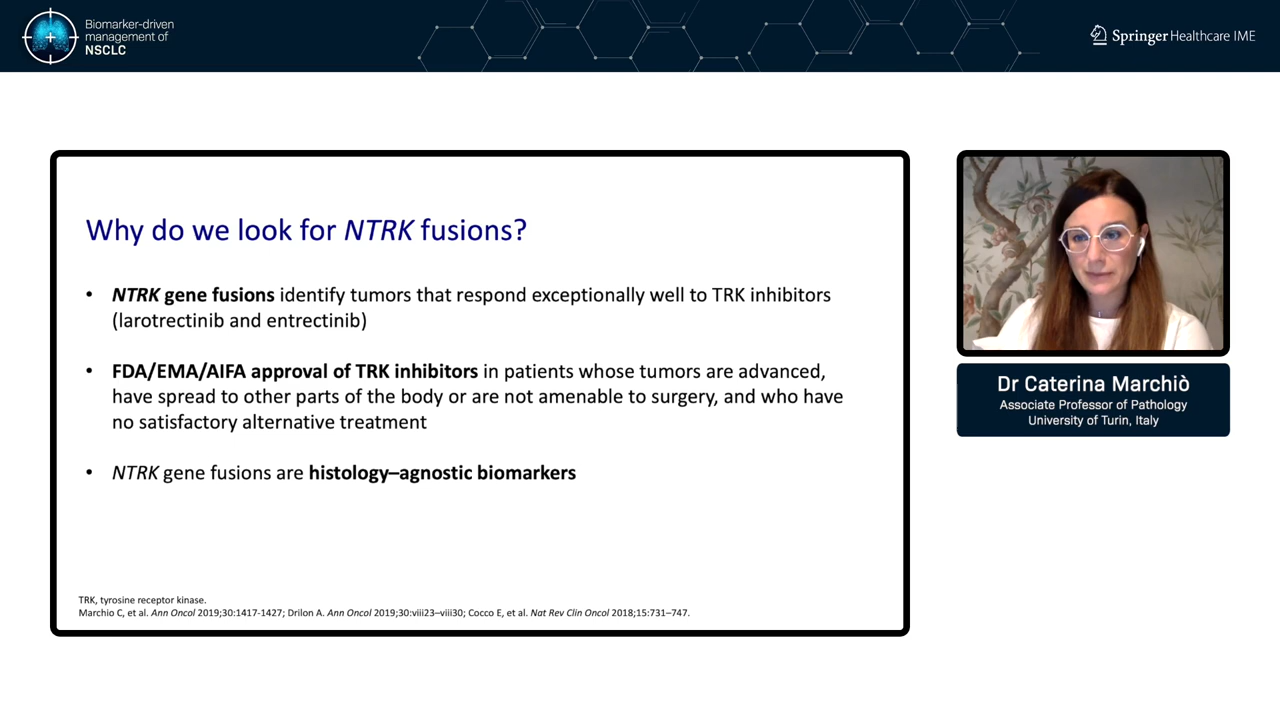 Biomarker-driven
management of
NSCLC
Springer Healthcare IME
Why do we look for NTRK fusions?
• NTRK gene fusions identify tumors that respond exceptionally well to TRK inhibitors
(larotrectinib and entrectinib)
• FDA/EMA/AIFA approval of TRK inhibitors in patients whose tumors are advanced,
have spread to other parts of the body or are not amenable to surgery, and who have
no satisfactory alternative treatment
• NTRK gene fusions are histology–agnostic biomarkers
TRK, tyrosine receptor kinase.
Marchio C, et al. Ann Oncol 2019;30:1417-1427; Drilon A. Ann Oncol 2019;30:viii23–viii30; Cocco E, et al. Nat Rev Clin Oncol 2018;15:731–747.
Dr Caterina Marchiò
Associate Professor of Pathology
University of Turin, Italy